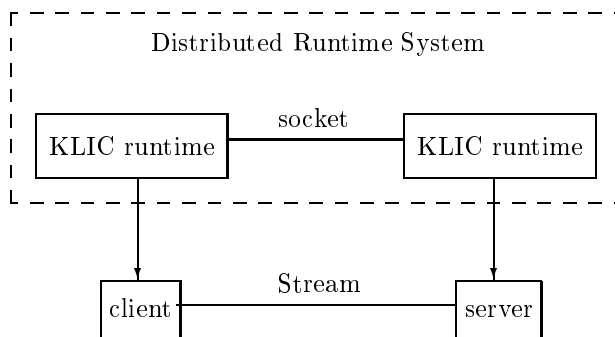 Distributed Runtime System
socket
KLIC runtime
KLIC runtime
Stream
client
server